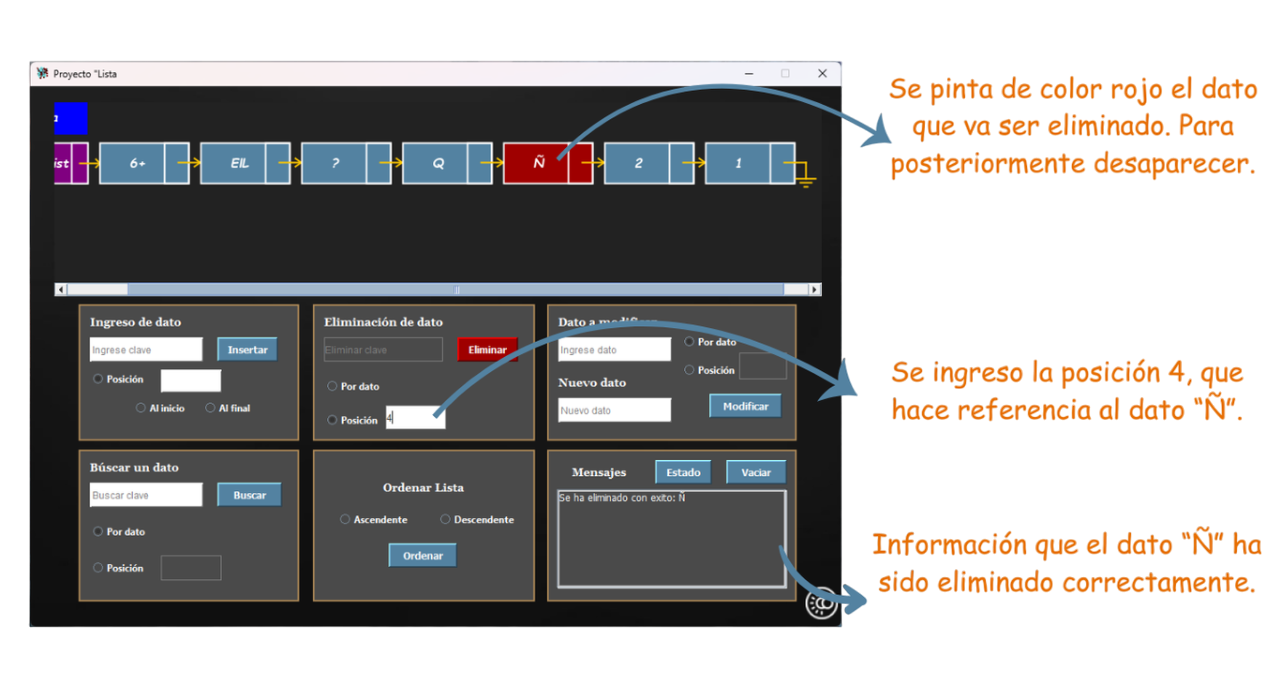 Proyecto "Lista
Se pinta de color rojo el dato
que va ser eliminado. Para
posteriormente desaparecer.
ist
6+
EIL
?
Q
Ñ
2
1
Ingreso de dato
Ingrese clave
Insertar
Posición
Al inicio
Al final
Eliminación de dato
Eliminar clave
Eliminar
Por dato
Posición
4
Dato a modificar
Ingrese dato
Por dato
Posición
Nuevo dato
Nuevo dato
Modificar
Se ingreso la posición 4, que
hace referencia al dato “Ñ”.
Búscar un dato
Buscar clave
Buscar
Por dato
Posición
Ordenar Lista
Ascendente
Descendente
Ordenar
Mensajes
Estado
Vaciar
Se ha eliminado con exito: Ñ
Información que el dato “Ñ” ha
sido eliminado correctamente.